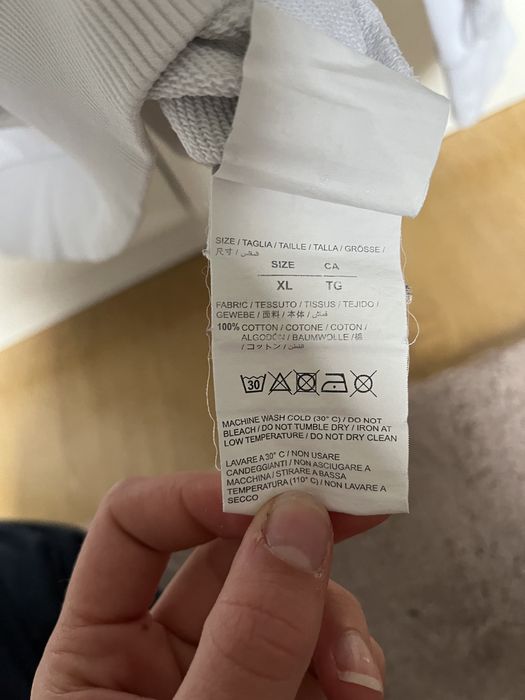 SIZE / TAGLIA / TAILLE / TALLA / GRÖSSE /
尺寸 /
SIZE CA
XL TG
FABRIC / TESSUTO / TISSUS / TEJIDO /
GEWEBE / 面料 / 本体 / قماش /
100% COTTON / COTONE / COTON /
ALGODÓN / BAUMWOLLE / 棉
/ コットン / القطن
30
MACHINE WASH COLD (30° C) / DO NOT
BLEACH / DO NOT TUMBLE DRY / IRON AT
LOW TEMPERATURE / DO NOT DRY CLEAN
LAVARE A 30° C / NON USARE
CANDEGGIANTI / NON ASCIUGARE A
MACCHINA / STIRARE A BASSA
TEMPERATURA (110° C) / NON LAVARE A
SECCO